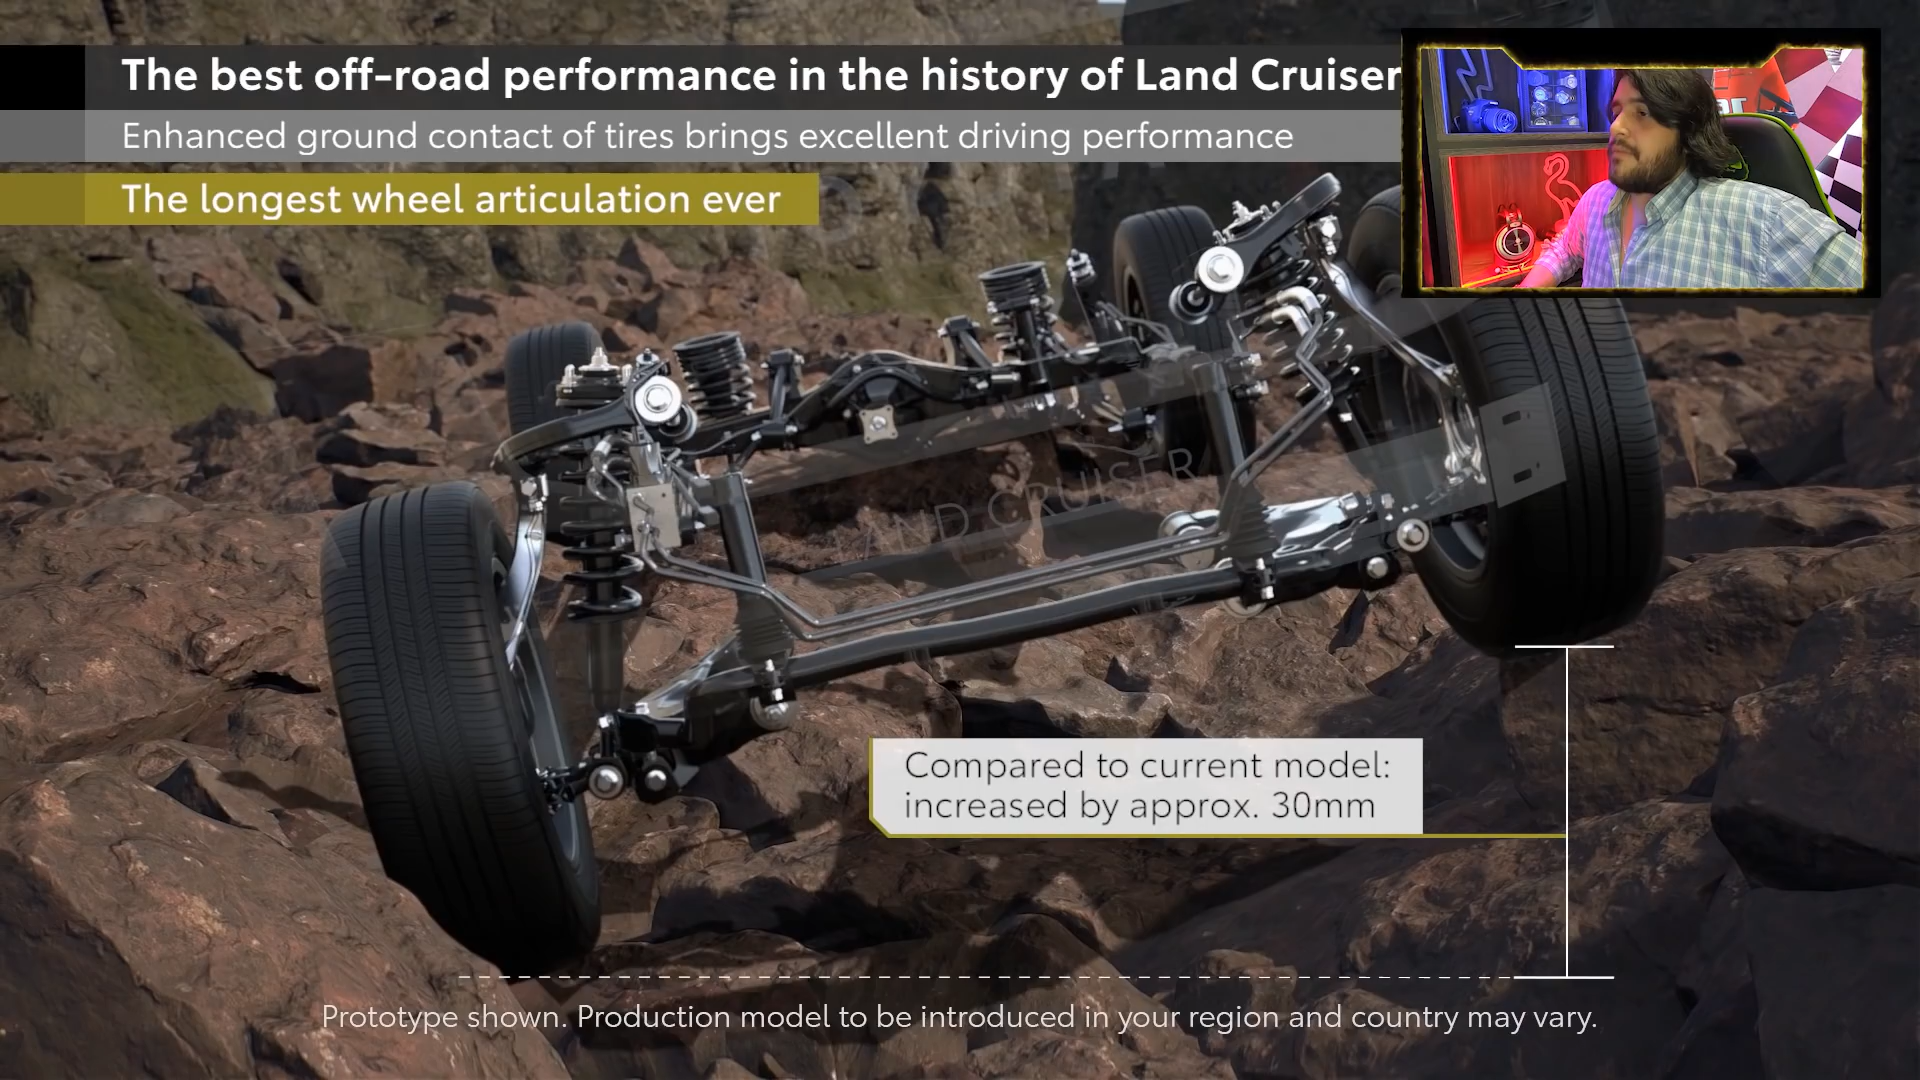 The best off-road performance in the history of Land Cruiser
Enhanced ground contact of tires brings excellent driving performance
The longest wheel articulation ever
LAND CRUISER
Compared to current model:
increased by approx. 30mm
Prototype shown. Production model to be introduced in your region and country may vary.